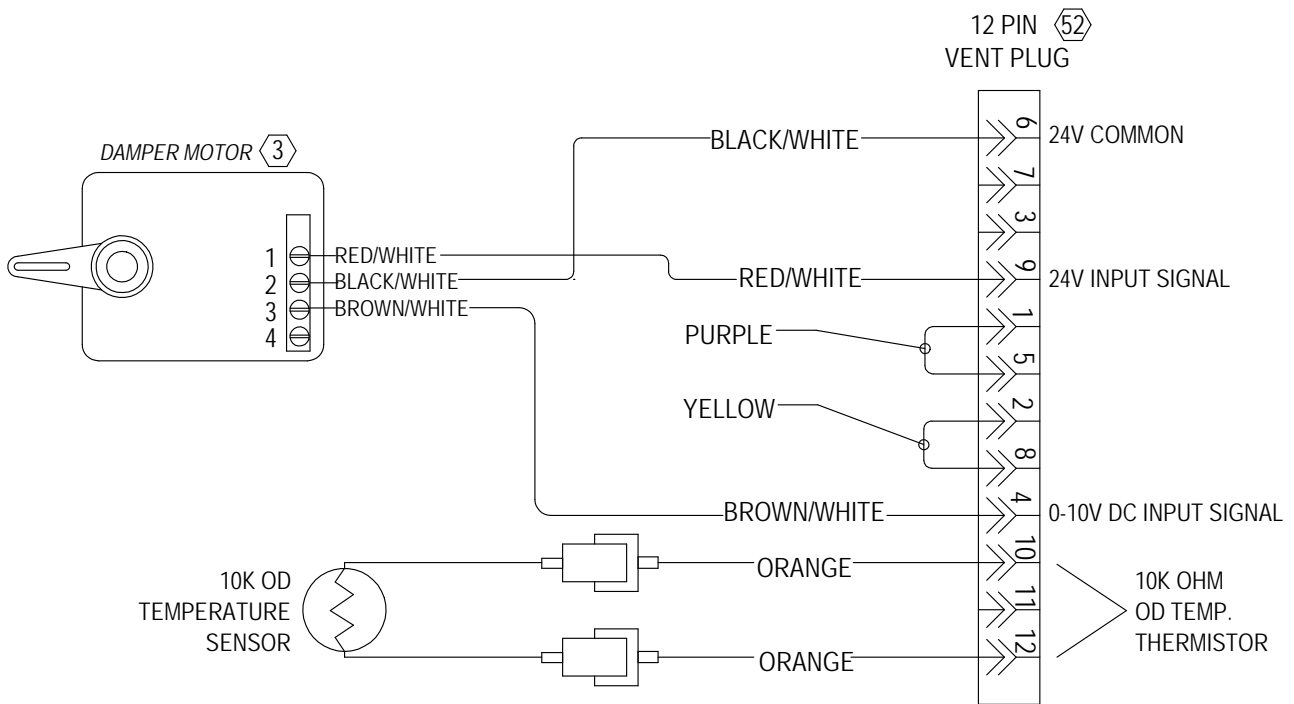 12 PIN 52
VENT PLUG
DAMPER MOTOR 3
1 RED/WHITE
2 BLACK/WHITE
3 BROWN/WHITE
4
BLACK/WHITE 6 24V COMMON
7
3
RED/WHITE 9 24V INPUT SIGNAL
1
PURPLE
5
2
YELLOW
8
BROWN/WHITE 4 0-10V DC INPUT SIGNAL
ORANGE 10
11
ORANGE 12
10K OD
TEMPERATURE
SENSOR
10K OHM
OD TEMP.
THERMISTOR